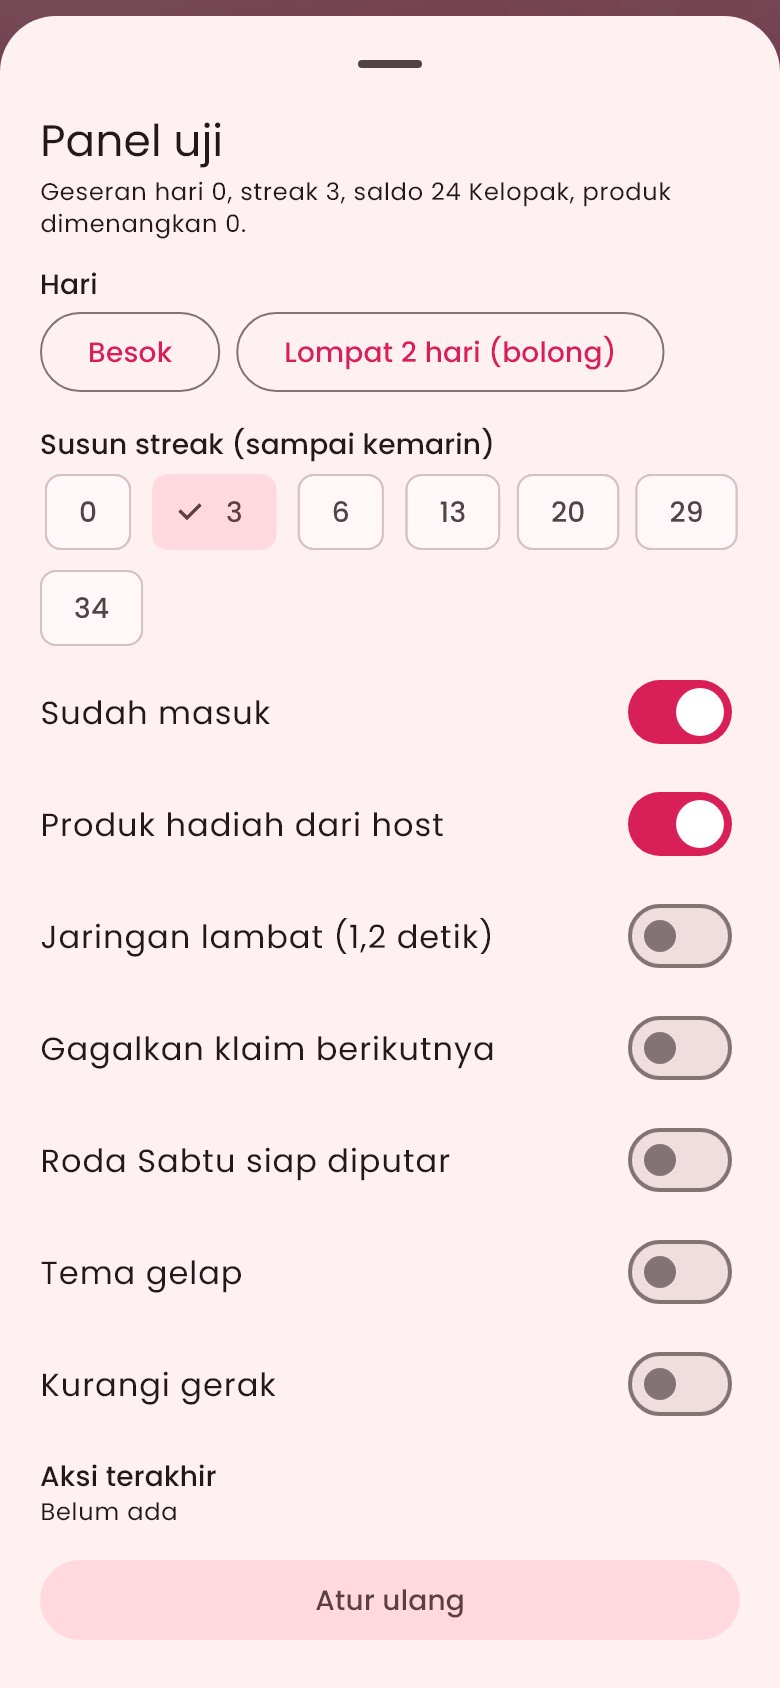 Panel uji
Geseran hari 0, streak 3, saldo 24 Kelopak, produk
dimenangkan 0.
Hari
Besok
Lompat 2 hari (bolong)
Susun streak (sampai kemarin)
0
3
6
13
20
29
34
Sudah masuk
Produk hadiah dari host
Jaringan lambat (1,2 detik)
Gagalkan klaim berikutnya
Roda Sabtu siap diputar
Tema gelap
Kurangi gerak
Aksi terakhir
Belum ada
Atur ulang